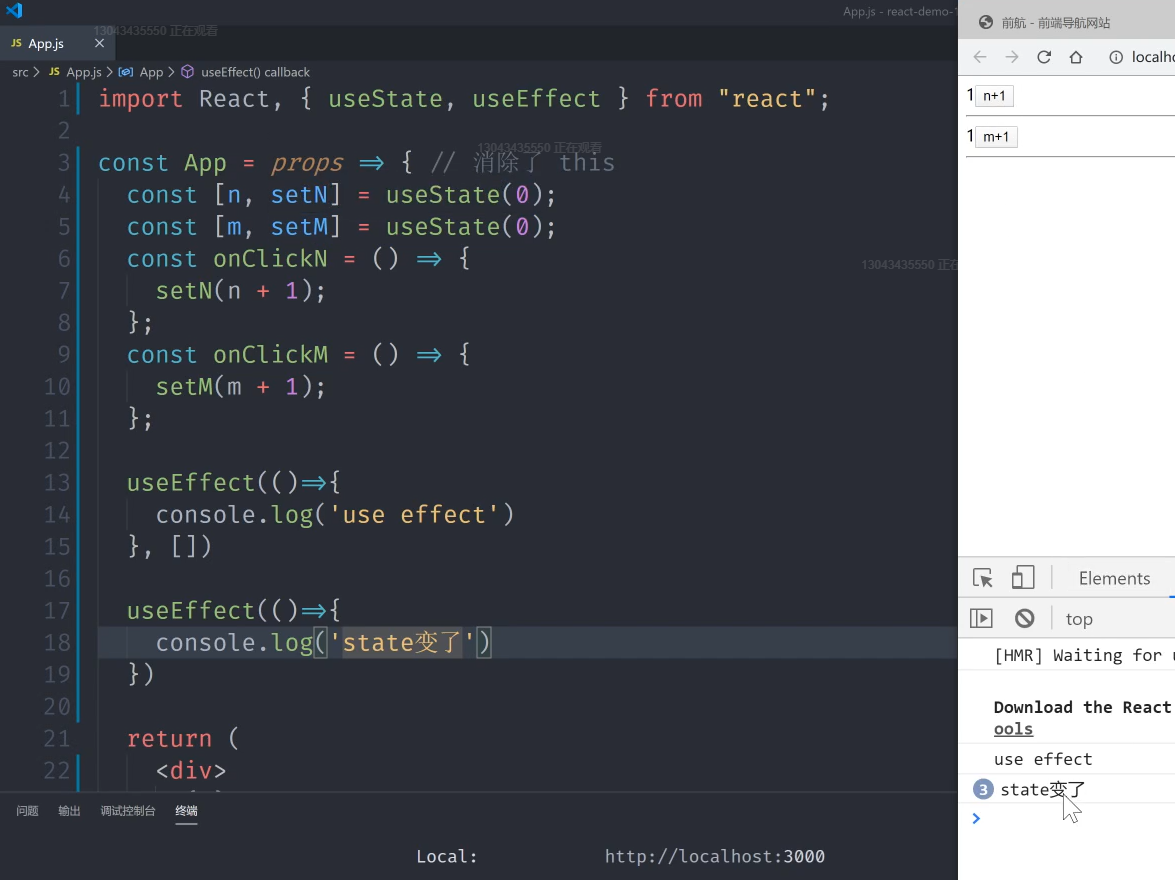 App.js - react-demo-1
13043435550 正在观看
JS App.js
src > JS App.js > App > useEffect() callback
1 import React, { useState, useEffect } from "react";
2
13043435550 正在观看
3 const App = props ⇒ { // 消除了 this
4 const [n, setN] = useState(0);
5 const [m, setM] = useState(0);
6 const onClickN = () ⇒ {
13043435550 正在
7 setN(n + 1);
8 };
9 const onClickM = () ⇒ {
10 setM(m + 1);
11 };
12
13 useEffect(()⇒{
14 console.log('use effect')
15 }, [])
16
17 useEffect(()⇒{
18 console.log('state变了')
19 })
20
21 return (
22 <div>
问题 输出 调试控制台 终端
Local: http://localhost:3000
前航 - 前端导航网站
localho
1 n+1
1 m+1
Elements
top
[HMR] Waiting for u
Download the React
ools
use effect
3 state变了
>